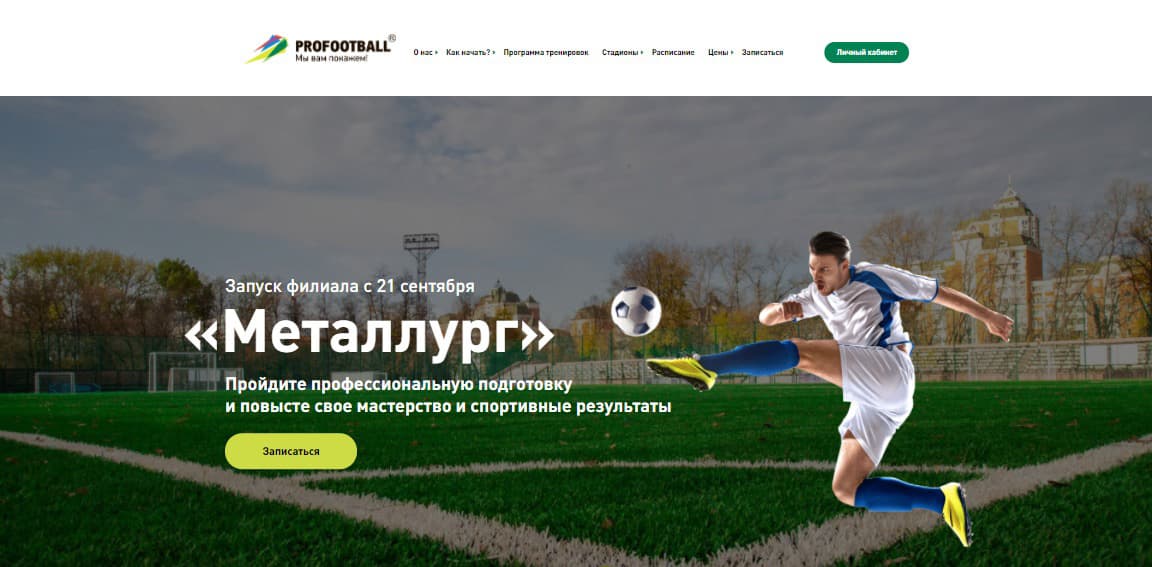 PROFOOTBALL®
Мы вам покажем!
О нас
Как начать?
Программа тренировок
Стадионы
Расписание
Цены
Записаться
Личный кабинет
Запуск филиала с 21 сентября
«Металлург»
Пройдите профессиональную подготовку
и повысте свое мастерство и спортивные результаты
Записаться